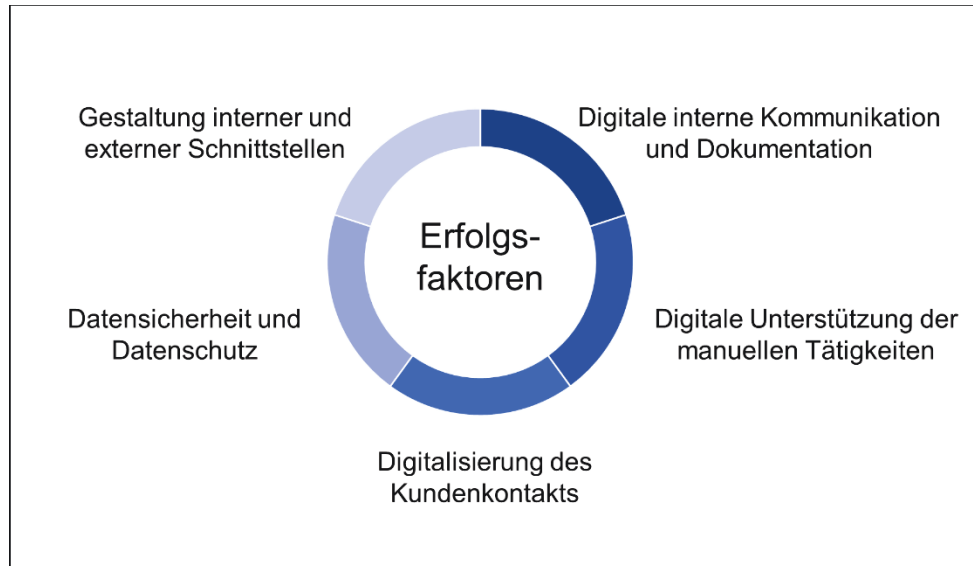 Gestaltung interner und
externer Schnittstellen
Digitale interne Kommunikation
und Dokumentation
Erfolgs-
faktoren
Datensicherheit und
Datenschutz
Digitale Unterstützung der
manuellen Tätigkeiten
Digitalisierung des
Kundenkontakts